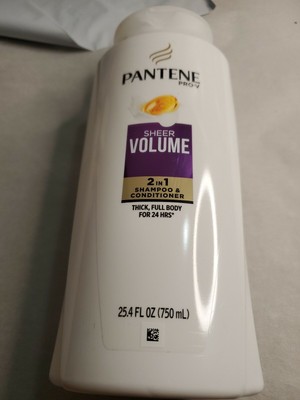 PANTENE
PRO-V
SHEER
VOLUME
2 IN 1
SHAMPOO &
CONDITIONER
THICK, FULL BODY
FOR 24 HRS*
25.4 FL OZ (750 mL)